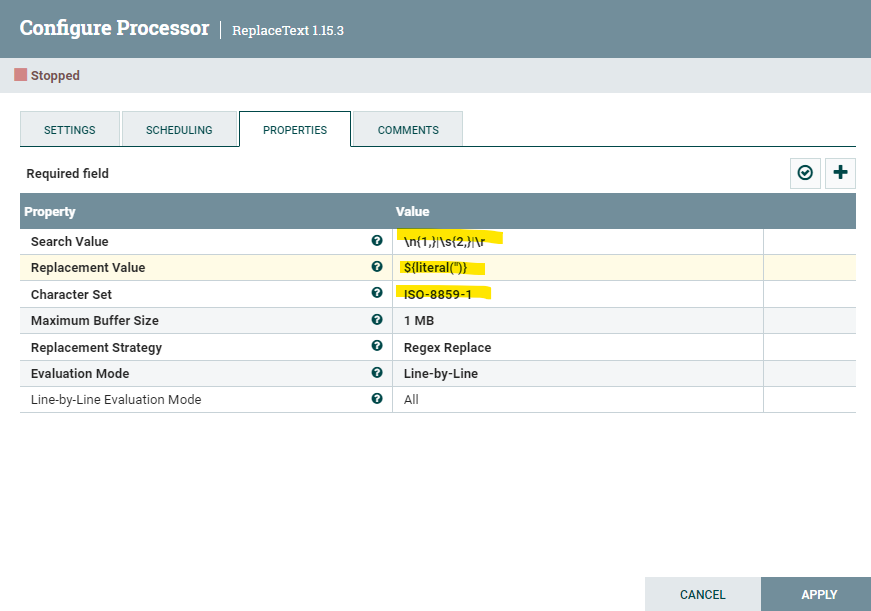 Configure Processor | ReplaceText 1.15.3
Stopped
SETTINGS SCHEDULING PROPERTIES COMMENTS
Required field
Property Value
Search Value \n{1,}|\s{2,}|\r
Replacement Value ${literal('')}
Character Set ISO-8859-1
Maximum Buffer Size 1 MB
Replacement Strategy Regex Replace
Evaluation Mode Line-by-Line
Line-by-Line Evaluation Mode All
CANCEL APPLY